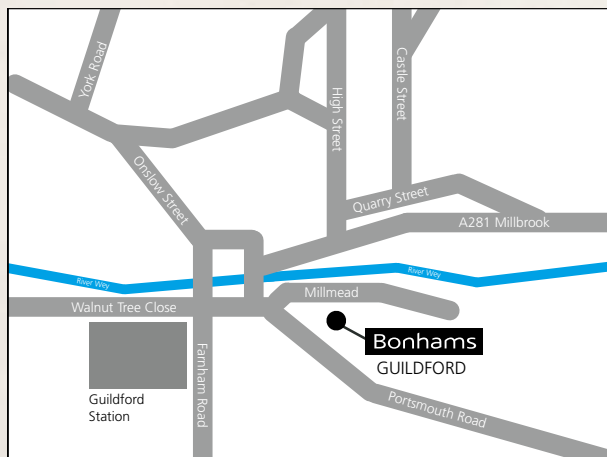 York Road
High Street
Castle Street
Onslow Street
Quarry Street
A281 Millbrook
River Wey
River Wey
Walnut Tree Close
Millmead
Bonhams
GUILDFORD
Guildford
Station
Farnham Road
Portsmouth Road